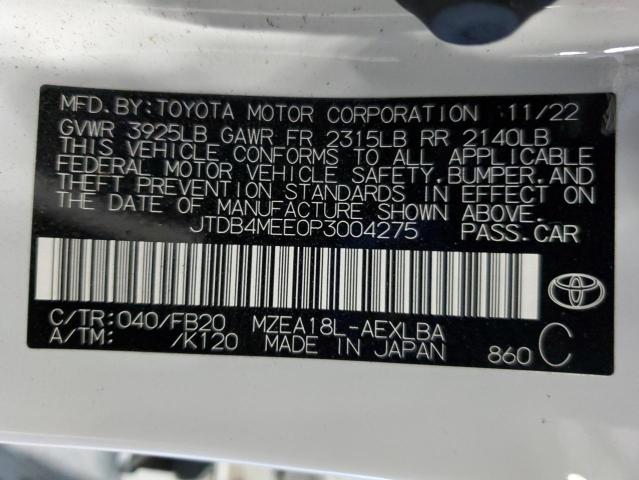 MFD.BY:TOYOTA MOTOR CORPORATION 11/22
GVWR 3925LB GAWR FR 2315LB RR 2140LB
THIS VEHICLE CONFORMS TO ALL APPLICABLE
FEDERAL MOTOR VEHICLE SAFETY,BUMPER,AND
THEFT PREVENTION STANDARDS IN EFFECT ON
THE DATE OF MANUFACTURE SHOWN ABOVE.
JTDB4MEE0P3004275 PASS.CAR
C/TR:040/FB20 MZEA18L-AEXLBA
A/TM: /K120 MADE IN JAPAN 860 C